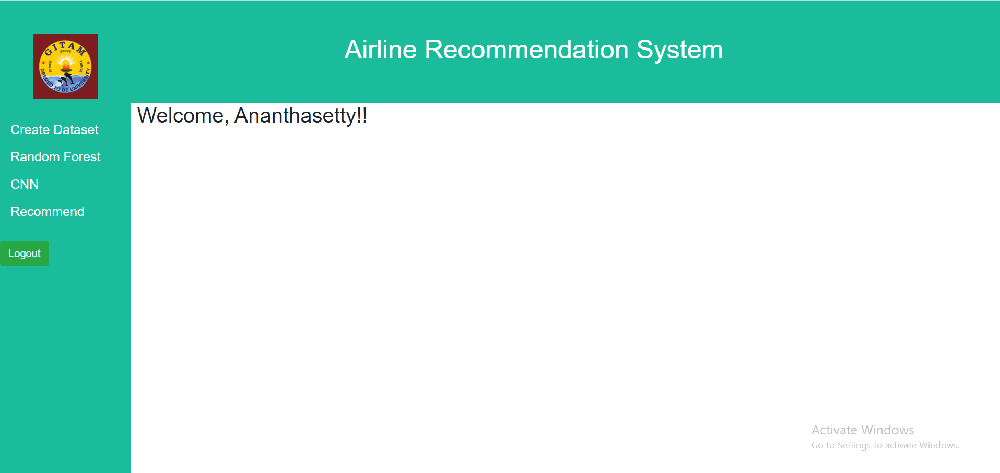 GITAM
SERVE
STRIVE
THRIVE
DEEMED TO BE UNIVERSITY
Airline Recommendation System
Welcome, Ananthasetty!!
Create Dataset
Random Forest
CNN
Recommend
Logout
Activate Windows
Go to Settings to activate Windows.